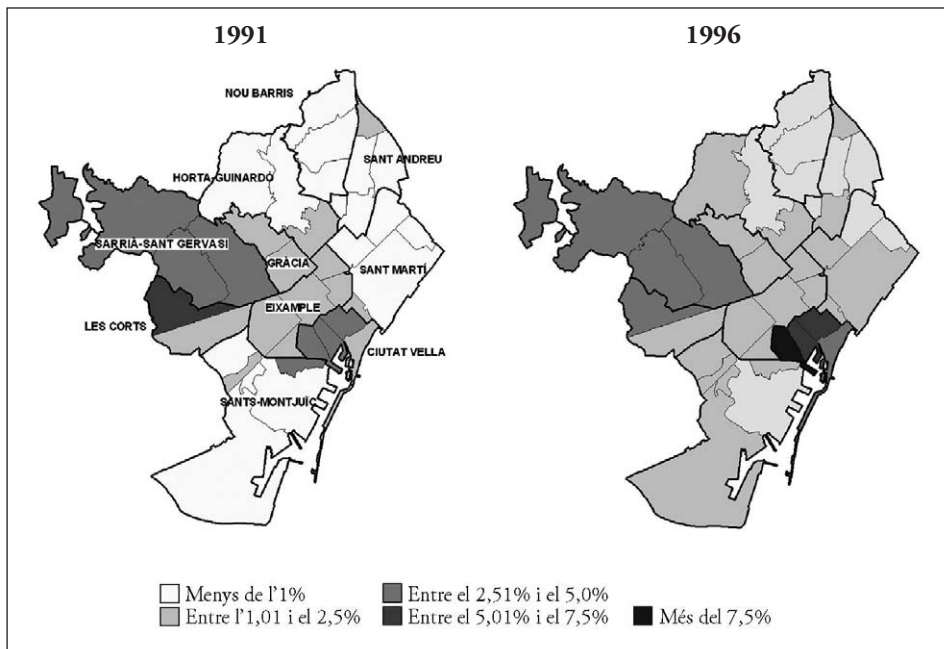 1991
1996
NOU BARRIS
SANT ANDREU
HORTA-GUINARDÓ
SARRIÀ-SANT GERVASI
GRÀCIA
SANT MARTÍ
EIXAMPLE
LES CORTS
CIUTAT VELLA
SANTS-MONTJUÏC
Menys de l'1%
Entre el 2,51% i el 5,0%
Entre l'1,01 i el 2,5%
Entre el 5,01% i el 7,5%
Més del 7,5%